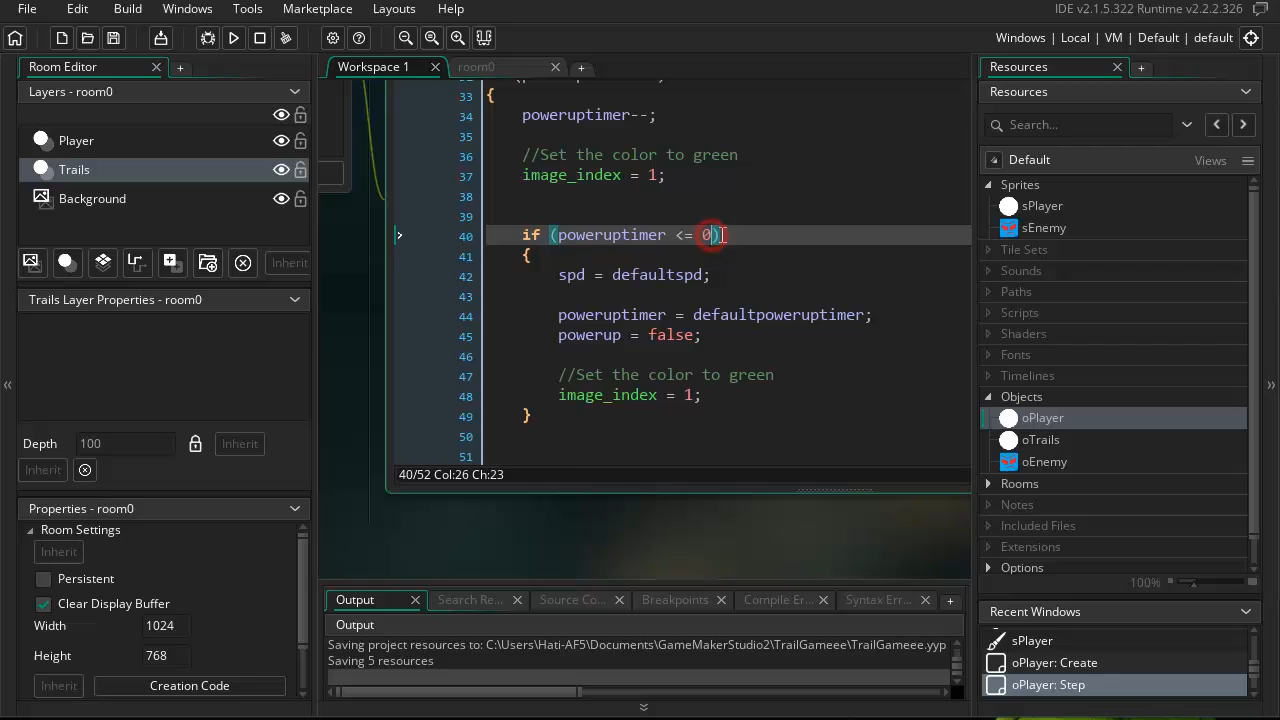 File Edit Build Windows Tools Marketplace Layouts Help
IDE v2.1.5.322 Runtime v2.2.2.326
Windows | Local | VM | Default | default
Room Editor
Layers - room0
Player
Trails
Background
Inherit
Trails Layer Properties - room0
Depth 100 Inherit
Inherit
Properties - room0
Room Settings
Inherit
Persistent
Clear Display Buffer
Width 1024
Height 768
Inherit Creation Code
Workspace 1 room0
33 {
34 poweruptimer--;
35
36 //Set the color to green
37 image_index = 1;
38
39
40 if (poweruptimer <= 0)
41 {
42 spd = defaultspd;
43
44 poweruptimer = defaultpoweruptimer;
45 powerup = false;
46
47 //Set the color to green
48 image_index = 1;
49 }
50
51
40/52 Col:26 Ch:23
Output Search Re... Source Co... Breakpoints Compile Er... Syntax Err...
Output
Saving project resources to: C:\Users\Hati-AF5\Documents\GameMakerStudio2\TrailGameee\TrailGameee.yyp
Saving 5 resources
Resources
Resources
Search...
Default Views
Sprites
sPlayer
sEnemy
Tile Sets
Sounds
Paths
Scripts
Shaders
Fonts
Timelines
Objects
oPlayer
oTrails
oEnemy
Rooms
Notes
Included Files
Extensions
Options
100%
Recent Windows
sPlayer
oPlayer: Create
oPlayer: Step